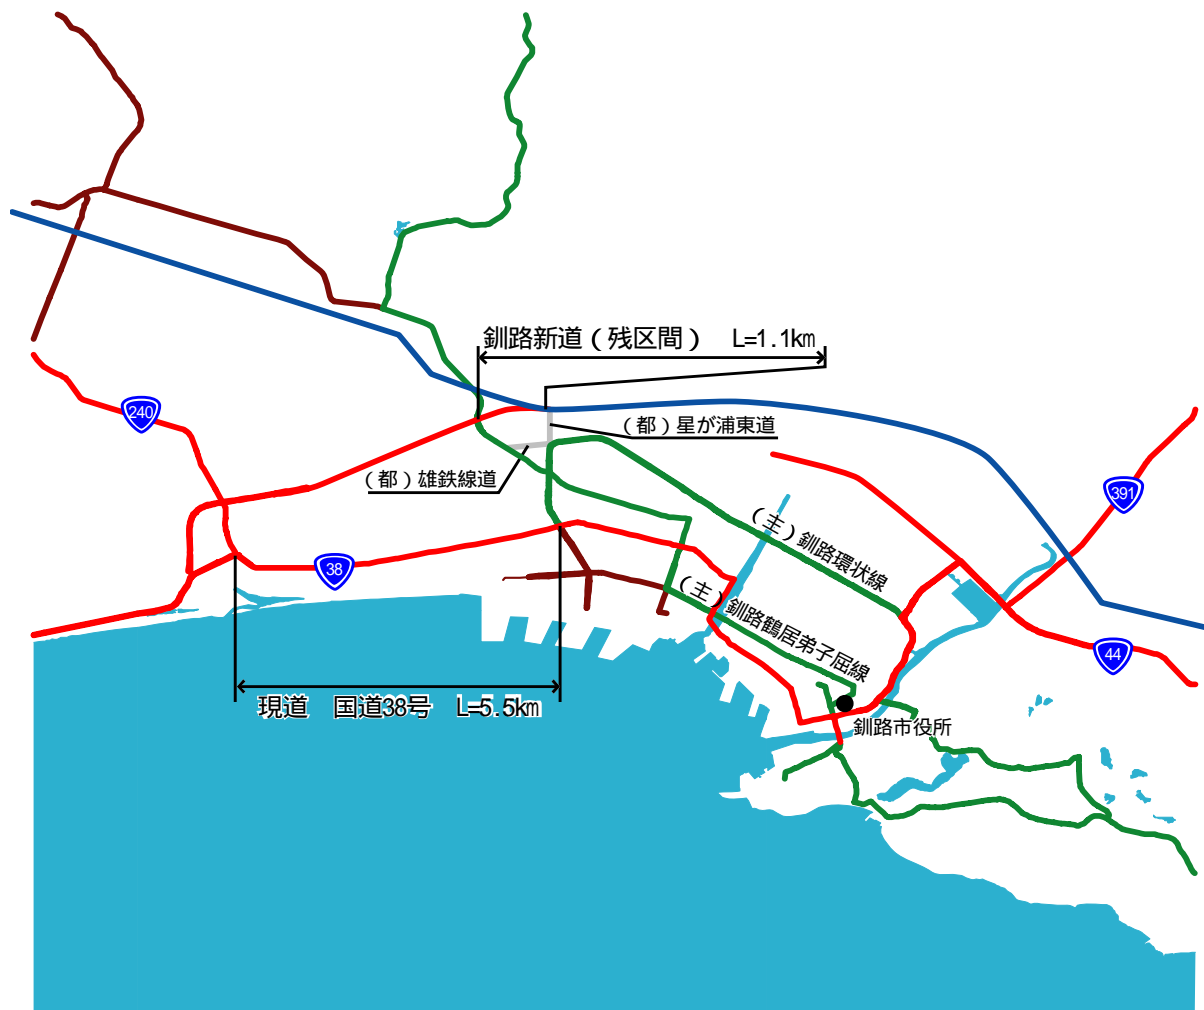 釧路新道（残区間）　L=1.1km
240
（都）星が浦東道
（都）雄鉄線道
391
（主）釧路環状線
38
（主）釧路鶴居弟子屈線
44
現道　国道38号　L=5.5km
釧路市役所